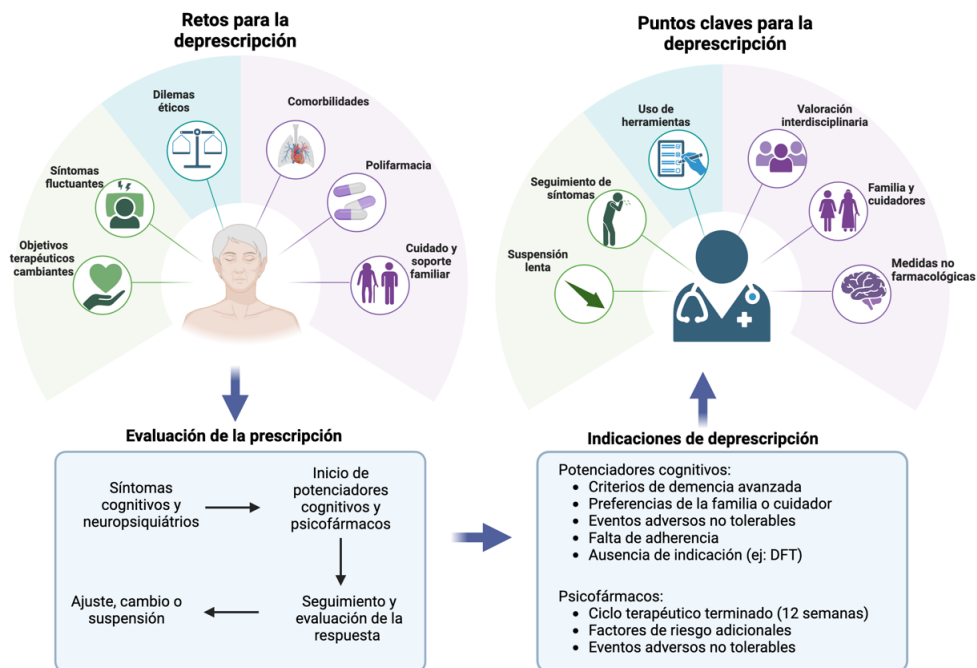 Retos para la
deprescripción
Dilemas
éticos
Comorbilidades
Síntomas
fluctuantes
Polifarmacia
Objetivos
terapéuticos
cambiantes
Cuidado y
soporte
familiar
Puntos claves para la
deprescripción
Uso de
herramientas
Valoración
interdisciplinaria
Seguimiento de
síntomas
Familia y
cuidadores
Suspensión
lenta
Medidas no
farmacológicas
Evaluación de la prescripción
Síntomas
cognitivos y
neuropsiquiátrios
Inicio de
potenciadores
cognitivos y
psicofármacos
Ajuste, cambio o
suspensión
Seguimiento y
evaluación de la
respuesta
Indicaciones de deprescripción
Potenciadores cognitivos:
• Criterios de demencia avanzada
• Preferencias de la familia o cuidador
• Eventos adversos no tolerables
• Falta de adherencia
• Ausencia de indicación (ej: DFT)
Psicofármacos:
• Ciclo terapéutico terminado (12 semanas)
• Factores de riesgo adicionales
• Eventos adversos no tolerables